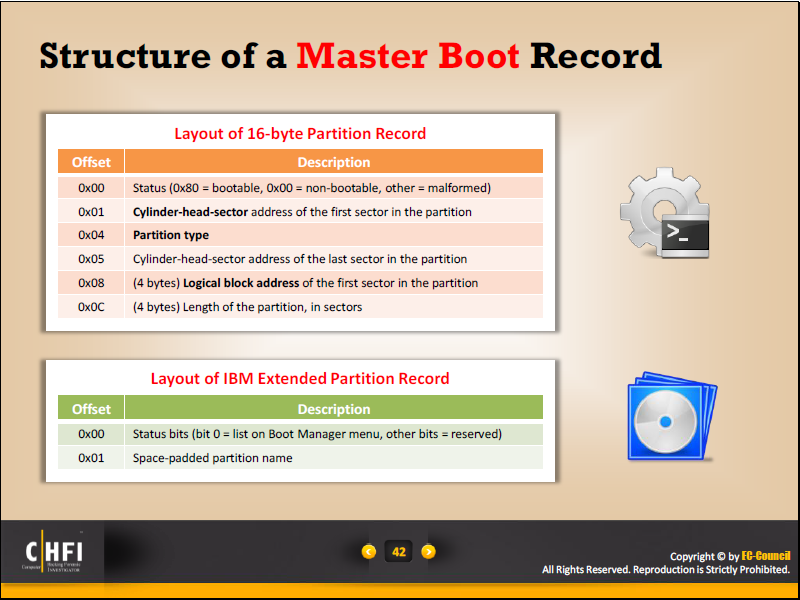 Structure of a Master Boot Record
Layout of 16-byte Partition Record
Offset Description
0x00 Status (0x80 = bootable, 0x00 = non-bootable, other = malformed)
0x01 Cylinder-head-sector address of the first sector in the partition
0x04 Partition type
0x05 Cylinder-head-sector address of the last sector in the partition
0x08 (4 bytes) Logical block address of the first sector in the partition
0x0C (4 bytes) Length of the partition, in sectors
>_
Layout of IBM Extended Partition Record
Offset Description
0x00 Status bits (bit 0 = list on Boot Manager menu, other bits = reserved)
0x01 Space-padded partition name
CHFI
Computer Hacking Forensic
INVESTIGATOR
42
Copyright © by EC-Council
All Rights Reserved. Reproduction is Strictly Prohibited.